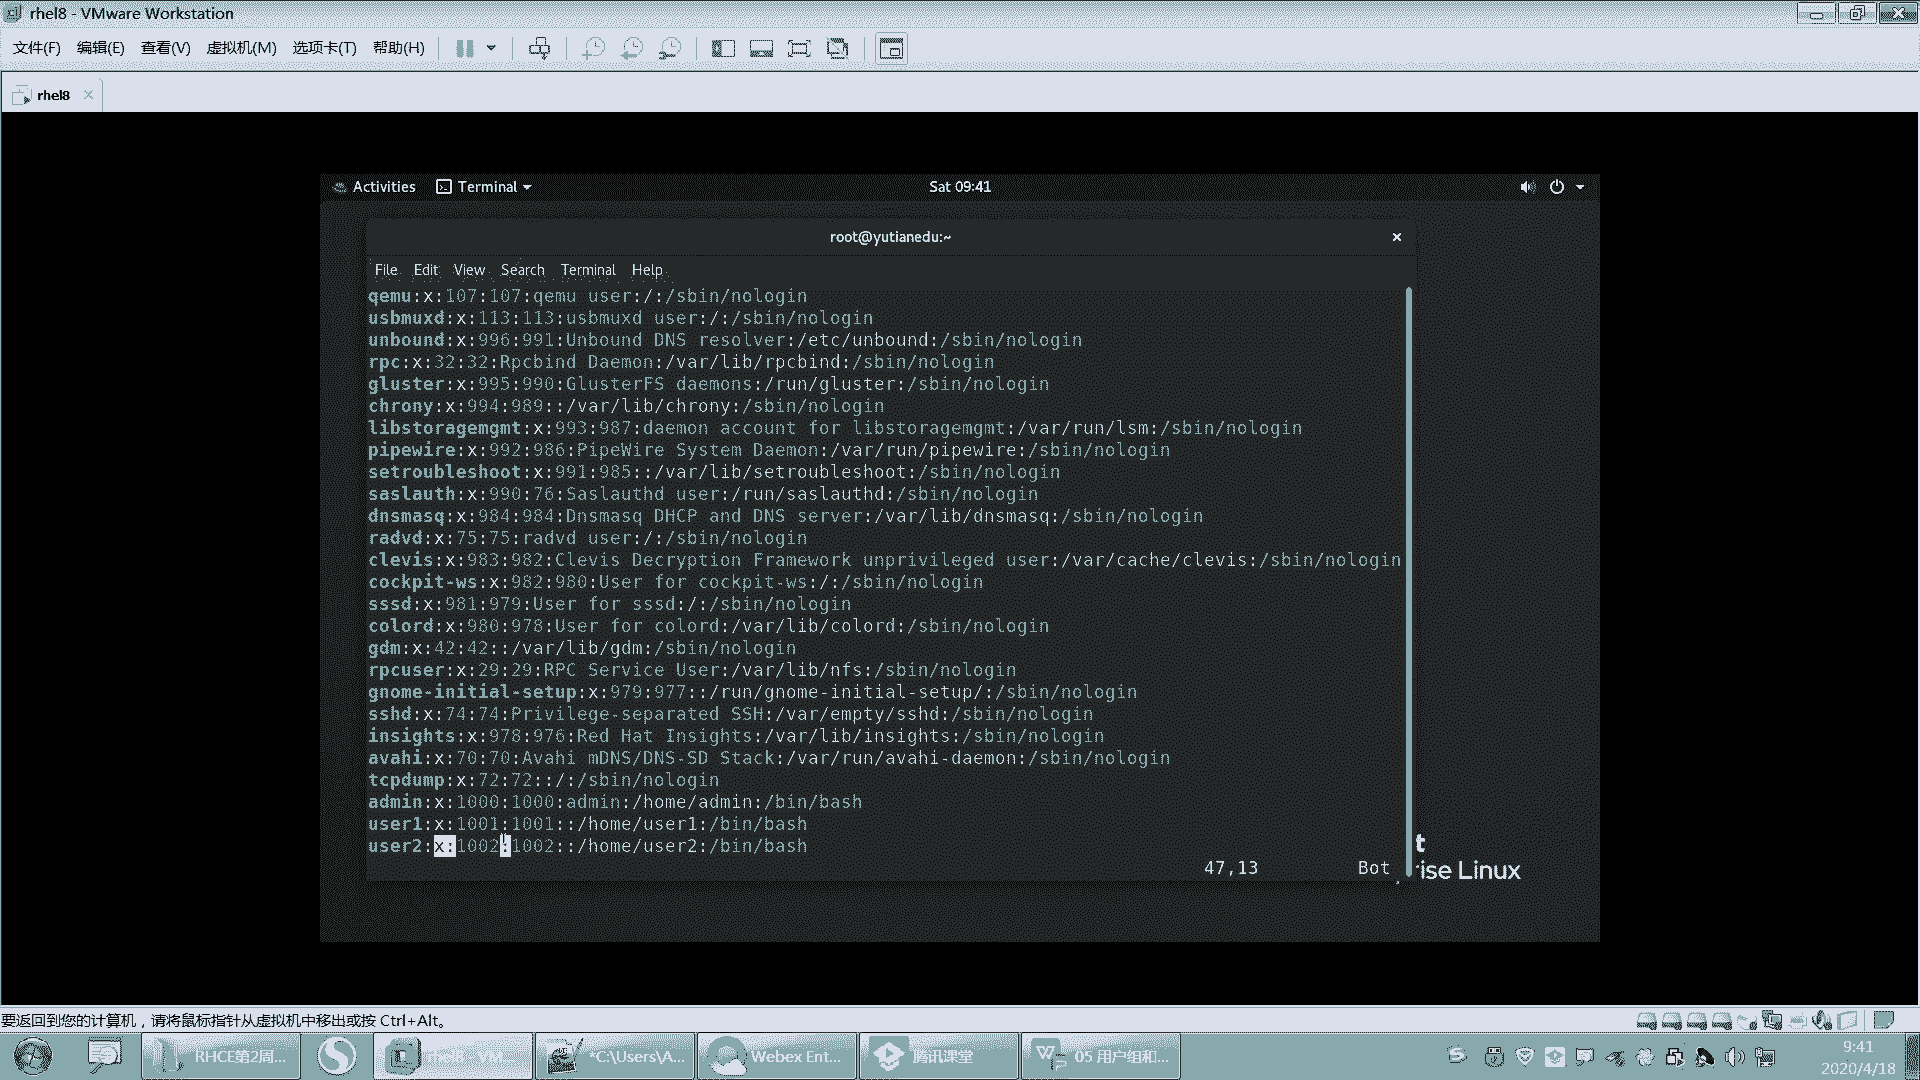 rhel8 - VMware Workstation
文件(F) 编辑(E) 查看(V) 虚拟机(M) 选项卡(T) 帮助(H)
rhel8
Activities Terminal Sat 09:41
root@yutianedu:~
File Edit View Search Terminal Help
qemu:x:107:107:qemu user:/:/sbin/nologin
usbmuxd:x:113:113:usbmuxd user:/:/sbin/nologin
unbound:x:996:991:Unbound DNS resolver:/etc/unbound:/sbin/nologin
rpc:x:32:32:Rpcbind Daemon:/var/lib/rpcbind:/sbin/nologin
gluster:x:995:990:GlusterFS daemons:/run/gluster:/sbin/nologin
chrony:x:994:989::/var/lib/chrony:/sbin/nologin
libstoragemgmt:x:993:987:daemon account for libstoragemgmt:/var/run/lsm:/sbin/nologin
pipewire:x:992:986:PipeWire System Daemon:/var/run/pipewire:/sbin/nologin
setroubleshoot:x:991:985::/var/lib/setroubleshoot:/sbin/nologin
saslauth:x:990:76:Saslauthd user:/run/saslauthd:/sbin/nologin
dnsmasq:x:984:984:Dnsmasq DHCP and DNS server:/var/lib/dnsmasq:/sbin/nologin
radvd:x:75:75:radvd user:/:/sbin/nologin
clevis:x:983:982:Clevis Decryption Framework unprivileged user:/var/cache/clevis:/sbin/nologin
cockpit-ws:x:982:980:User for cockpit-ws:/:/sbin/nologin
sssd:x:981:979:User for sssd:/:/sbin/nologin
colord:x:980:978:User for colord:/var/lib/colord:/sbin/nologin
gdm:x:42:42::/var/lib/gdm:/sbin/nologin
rpcuser:x:29:29:RPC Service User:/var/lib/nfs:/sbin/nologin
gnome-initial-setup:x:979:977::/run/gnome-initial-setup/:/sbin/nologin
sshd:x:74:74:Privilege-separated SSH:/var/empty/sshd:/sbin/nologin
insights:x:978:976:Red Hat Insights:/var/lib/insights:/sbin/nologin
avahi:x:70:70:Avahi mDNS/DNS-SD Stack:/var/run/avahi-daemon:/sbin/nologin
tcpdump:x:72:72::/:/sbin/nologin
admin:x:1000:1000:admin:/home/admin:/bin/bash
user1:x:1001:1001::/home/user1:/bin/bash
user2:x:1002:1002::/home/user2:/bin/bash
47,13 Bot
t
rise Linux
要返回到您的计算机，请将鼠标指针从虚拟机中移出或按 Ctrl+Alt。
RHCE第2周... rhel8 - VM... *C:\Users\A... Webex Ent... 腾讯课堂 05 用户组和...
9:41
2020/4/18